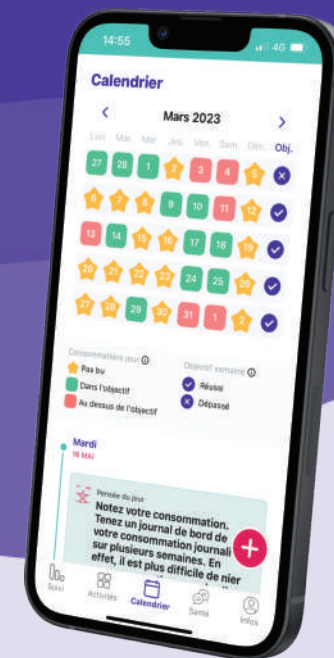 14:55
4G
Calendrier
Mars 2023
Lun. Mar. Mer. Jeu. Ven. Sam. Dim. Obj.
27 28 1 2 3 4 5
6 7 8 9 10 11 12
13 14 15 16 17 18 19
20 21 22 23 24 25 26
27 28 29 30 31 1 2
Consommations jour
Objectif semaine
Pas bu
Réussi
Dans l'objectif
Dépassé
Au dessus de l'objectif
Mardi
16 MAI
Pensée du jour
Notez votre consommation.
Tenez un journal de bord de
votre consommation journali
sur plusieurs semaines. En
effet, il est plus difficile de nier
Suivi
Activités
Calendrier
Santé
Infos